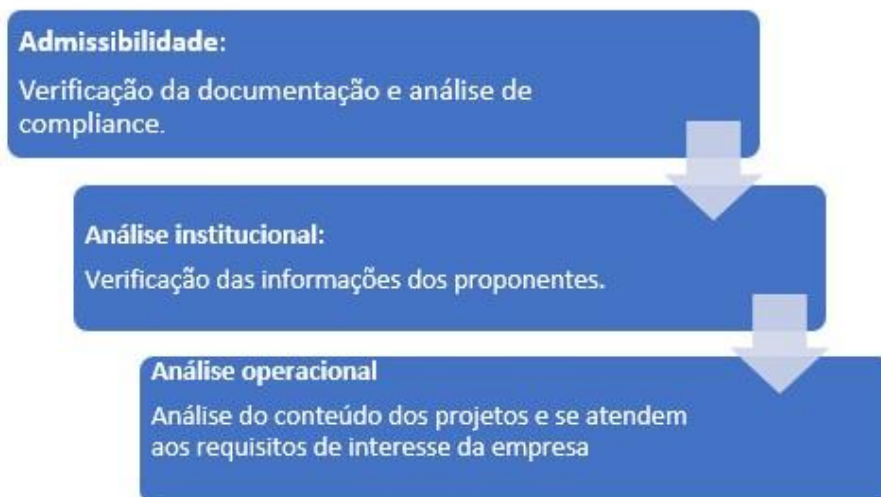 Admissibilidade:
Verificação da documentação e análise de
compliance.
Análise institucional:
Verificação das informações dos proponentes.
Análise operacional
Análise do conteúdo dos projetos e se atendem
aos requisitos de interesse da empresa